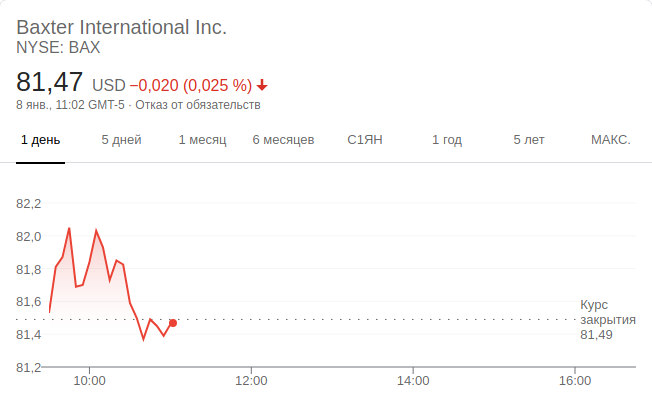 Baxter International Inc.
NYSE: BAX
81,47 USD −0,020 (0,025 %)
8 янв., 11:02 GMT-5 · Отказ от обязательств
1 день 5 дней 1 месяц 6 месяцев С1ЯН 1 год 5 лет МАКС.
82,2
82,0
81,8
81,6
81,4
81,2
Курс
закрытия
81,49
10:00 12:00 14:00 16:00